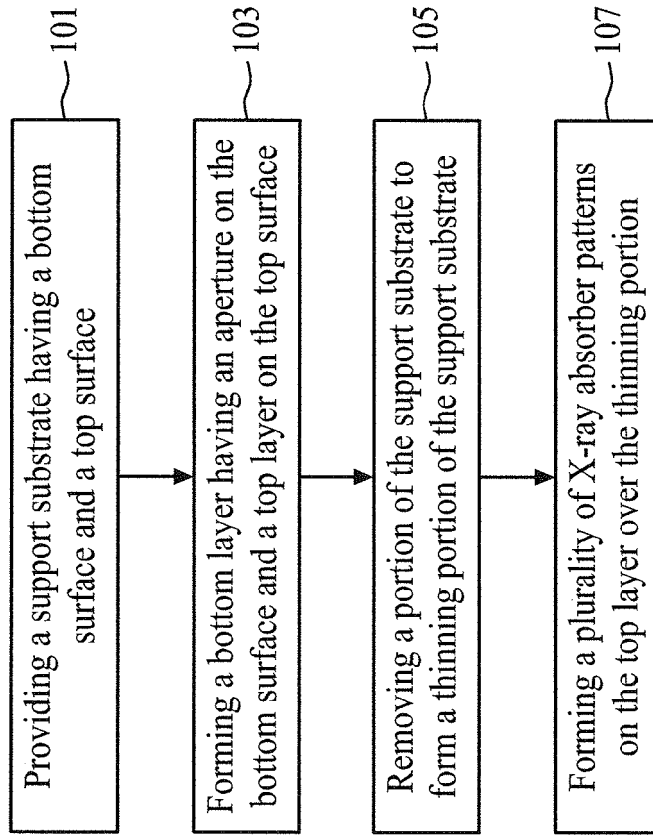 Providing a support substrate having a bottom
surface and a top surface
101
Forming a bottom layer having an aperture on the
bottom surface and a top layer on the top surface
103
Removing a portion of the support substrate to
form a thinning portion of the support substrate
105
Forming a plurality of X-ray absorber patterns
on the top layer over the thinning portion
107